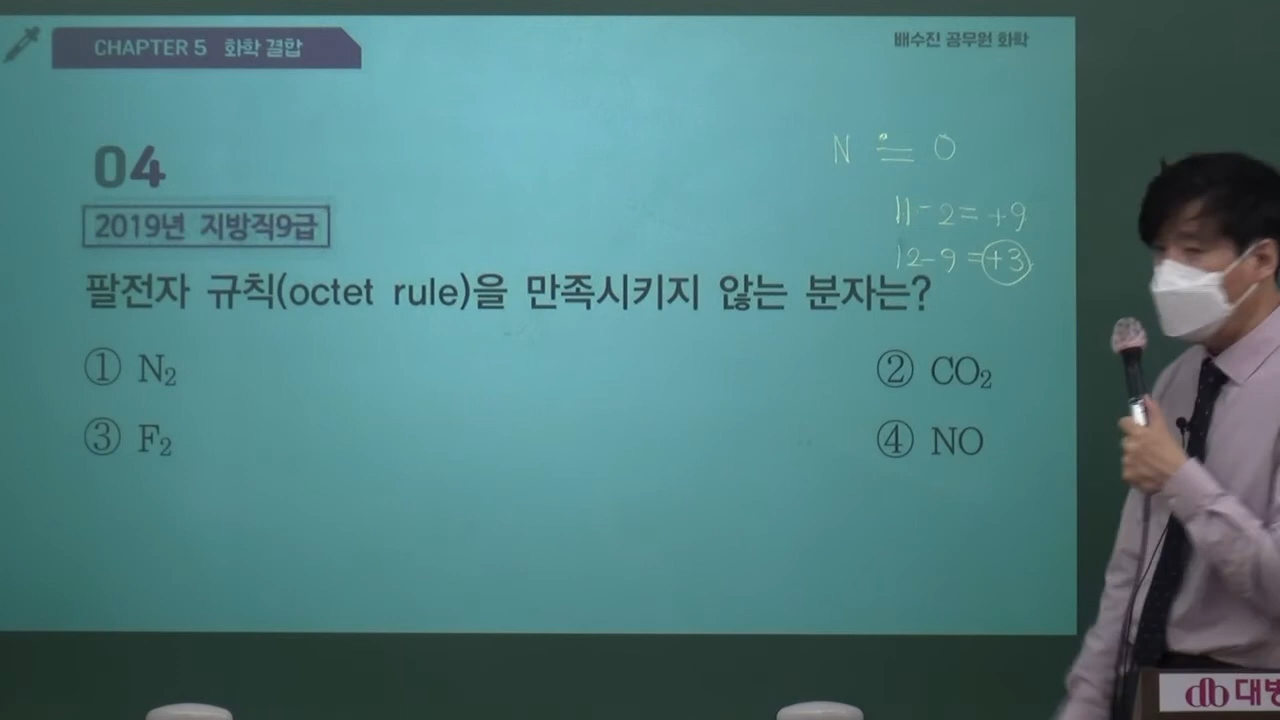 CHAPTER 5 화학 결합
배수진 공무원 화학
N = O
11-2=+9
12-9=+3
04
2019년 지방직9급
팔전자 규칙(octet rule)을 만족시키지 않는 분자는?
① N₂
② CO₂
③ F₂
④ NO